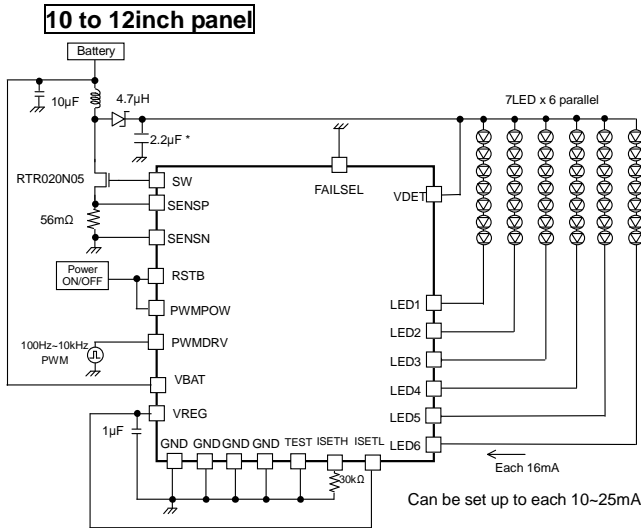 10 to 12inch panel
Battery
10µF
4.7µH
2.2µF *
7LED x 6 parallel
RTR020N05
56mΩ
SW
FAILSEL
VDET
SENSP
SENSN
Power
ON/OFF
RSTB
PWMPOW
100Hz~10kHz
PWM
PWMDRV
VBAT
VREG
1µF
LED1
LED2
LED3
LED4
LED5
LED6
GND GND GND GND TEST ISETH ISETL
30kΩ
Each 16mA
Can be set up to each 10~25mA